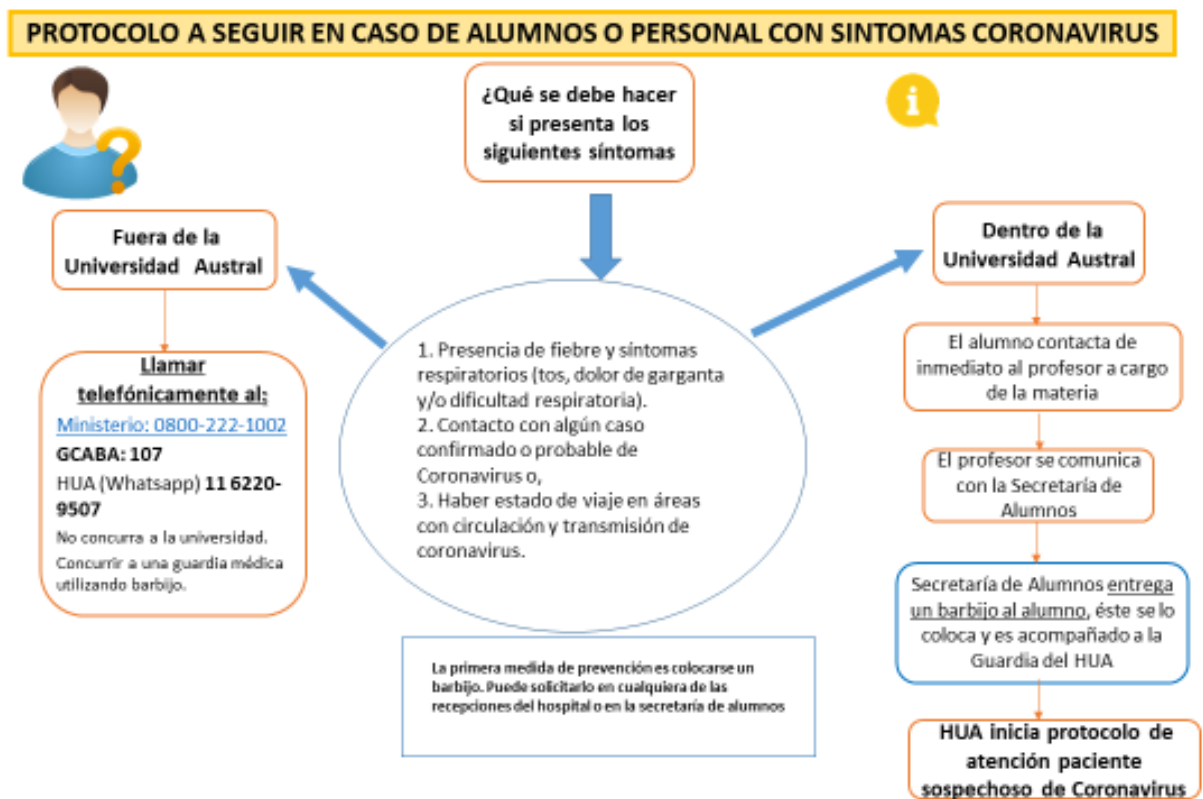 PROTOCOLO A SEGUIR EN CASO DE ALUMNOS O PERSONAL CON SINTOMAS CORONAVIRUS
¿Qué se debe hacer
si presenta los
siguientes síntomas
Fuera de la
Universidad Austral
Llamar
telefónicamente al:
Ministerio: 0800-222-1002
GCABA: 107
HUA (Whatsapp) 11 6220-
9507
No concurra a la universidad.
Concurrir a una guardia médica
utilizando barbijo.
1. Presencia de fiebre y síntomas
respiratorios (tos, dolor de garganta
y/o dificultad respiratoria).
2. Contacto con algún caso
confirmado o probable de
Coronavirus o,
3. Haber estado de viaje en áreas
con circulación y transmisión de
coronavirus.
La primera medida de prevención es colocarse un
barbijo. Puede solicitarlo en cualquiera de las
recepciones del hospital o en la secretaría de alumnos
Dentro de la
Universidad Austral
El alumno contacta de
inmediato al profesor a cargo
de la materia
El profesor se comunica
con la Secretaría de
Alumnos
Secretaría de Alumnos entrega
un barbijo al alumno, éste se lo
coloca y es acompañado a la
Guardia del HUA
HUA inicia protocolo de
atención paciente
sospechoso de Coronavirus